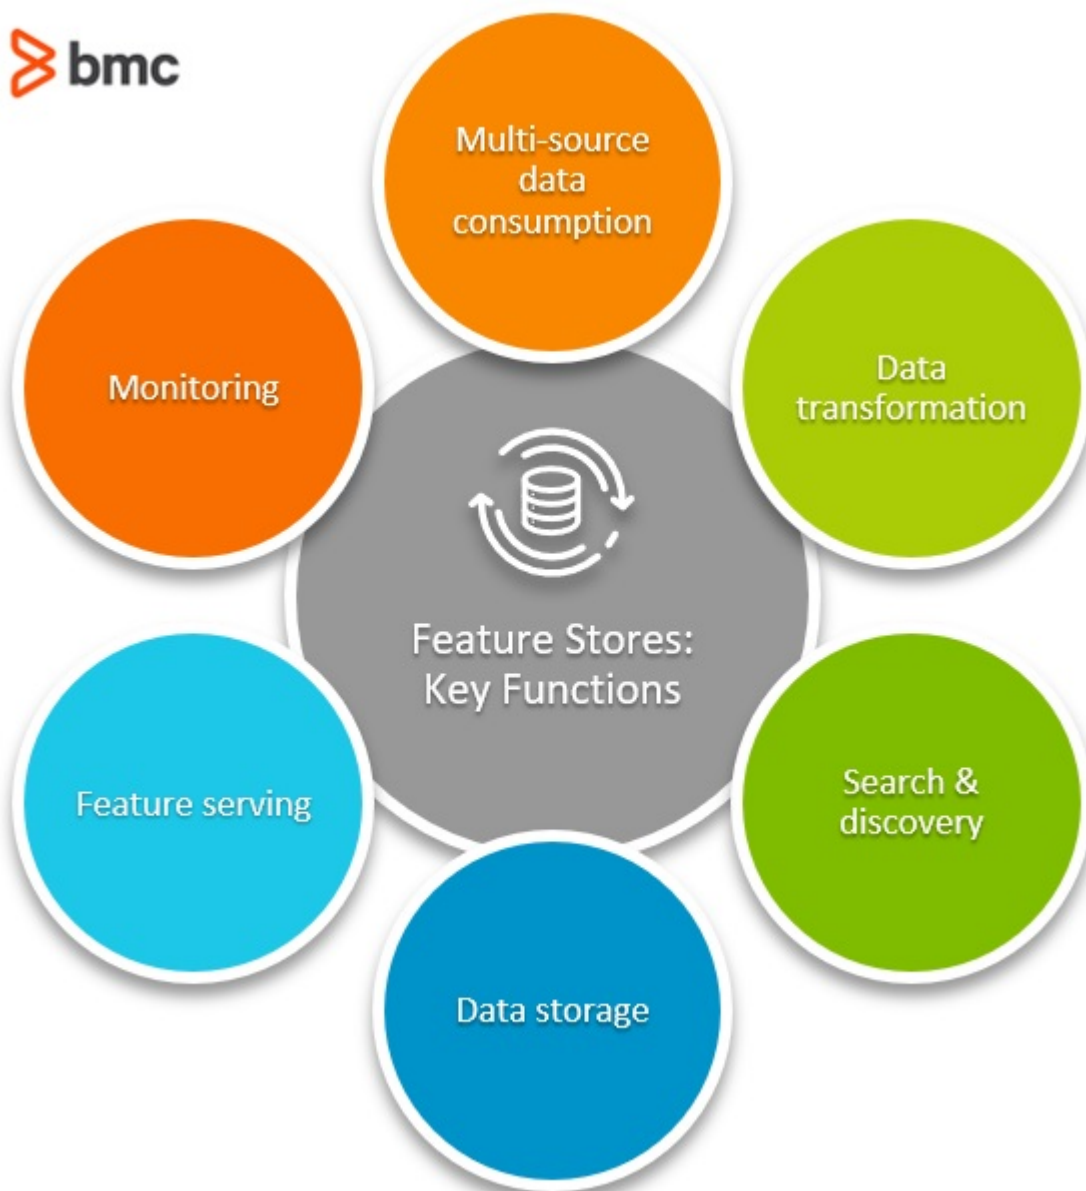 bmc
Multi-source
data
consumption
Data
transformation
Search &
discovery
Data storage
Feature serving
Monitoring
Feature Stores:
Key Functions